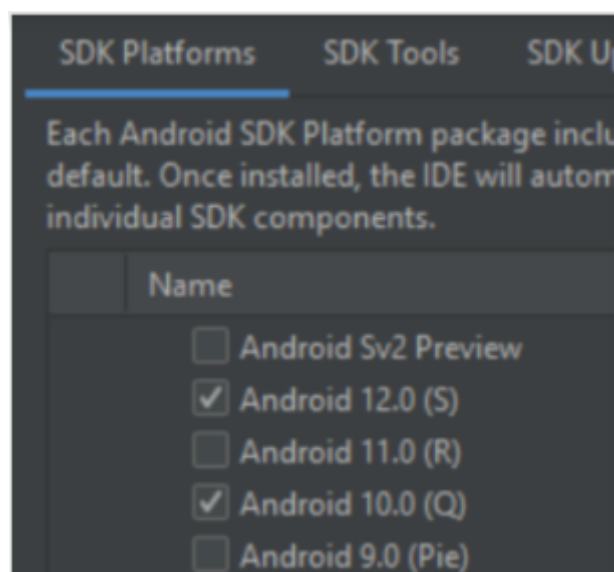 SDK Platforms SDK Tools SDK
Each Android SDK Platform package
default. Once installed, the IDE will
individual SDK components.
Name
Android Sv2 Preview
Android 12.0 (S)
Android 11.0 (R)
Android 10.0 (Q)
Android 9.0 (Pie)